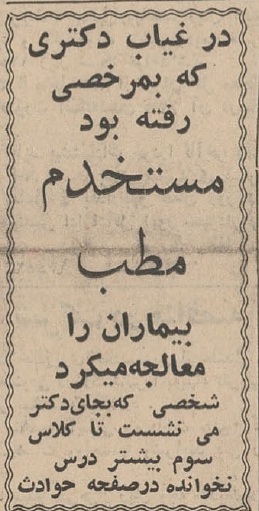 در غیاب دکتری
که بمرخصی
رفته بود
مستخدم
مطب
بیماران را
معالجه‌میکرد
شخصی که‌بجای‌دکتر
می نشست تا کلاس
سوم بیشتر درس
نخوانده درصفحه حوادث